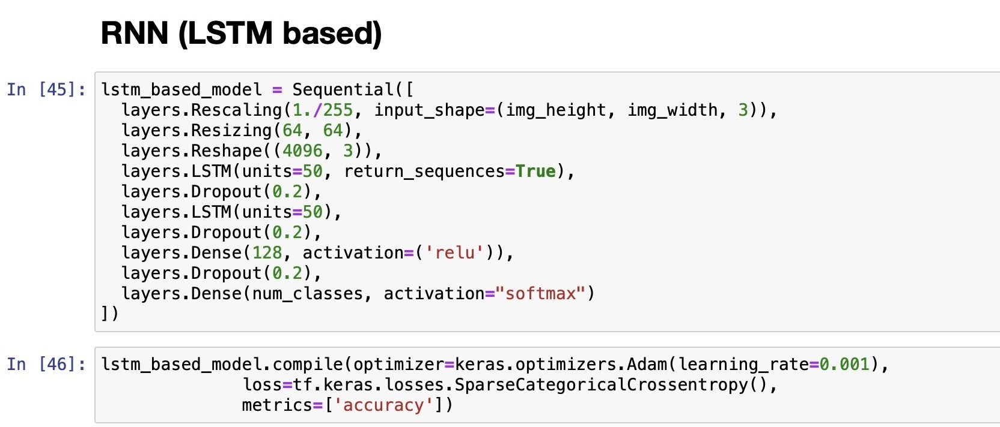 RNN (LSTM based)
In [45]: lstm_based_model = Sequential([
layers.Rescaling(1./255, input_shape=(img_height, img_width, 3)),
layers.Resizing(64, 64),
layers.Reshape((4096, 3)),
layers.LSTM(units=50, return_sequences=True),
layers.Dropout(0.2),
layers.LSTM(units=50),
layers.Dropout(0.2),
layers.Dense(128, activation=('relu')),
layers.Dropout(0.2),
layers.Dense(num_classes, activation="softmax")
])
In [46]: lstm_based_model.compile(optimizer=keras.optimizers.Adam(learning_rate=0.001),
loss=tf.keras.losses.SparseCategoricalCrossentropy(),
metrics=['accuracy'])